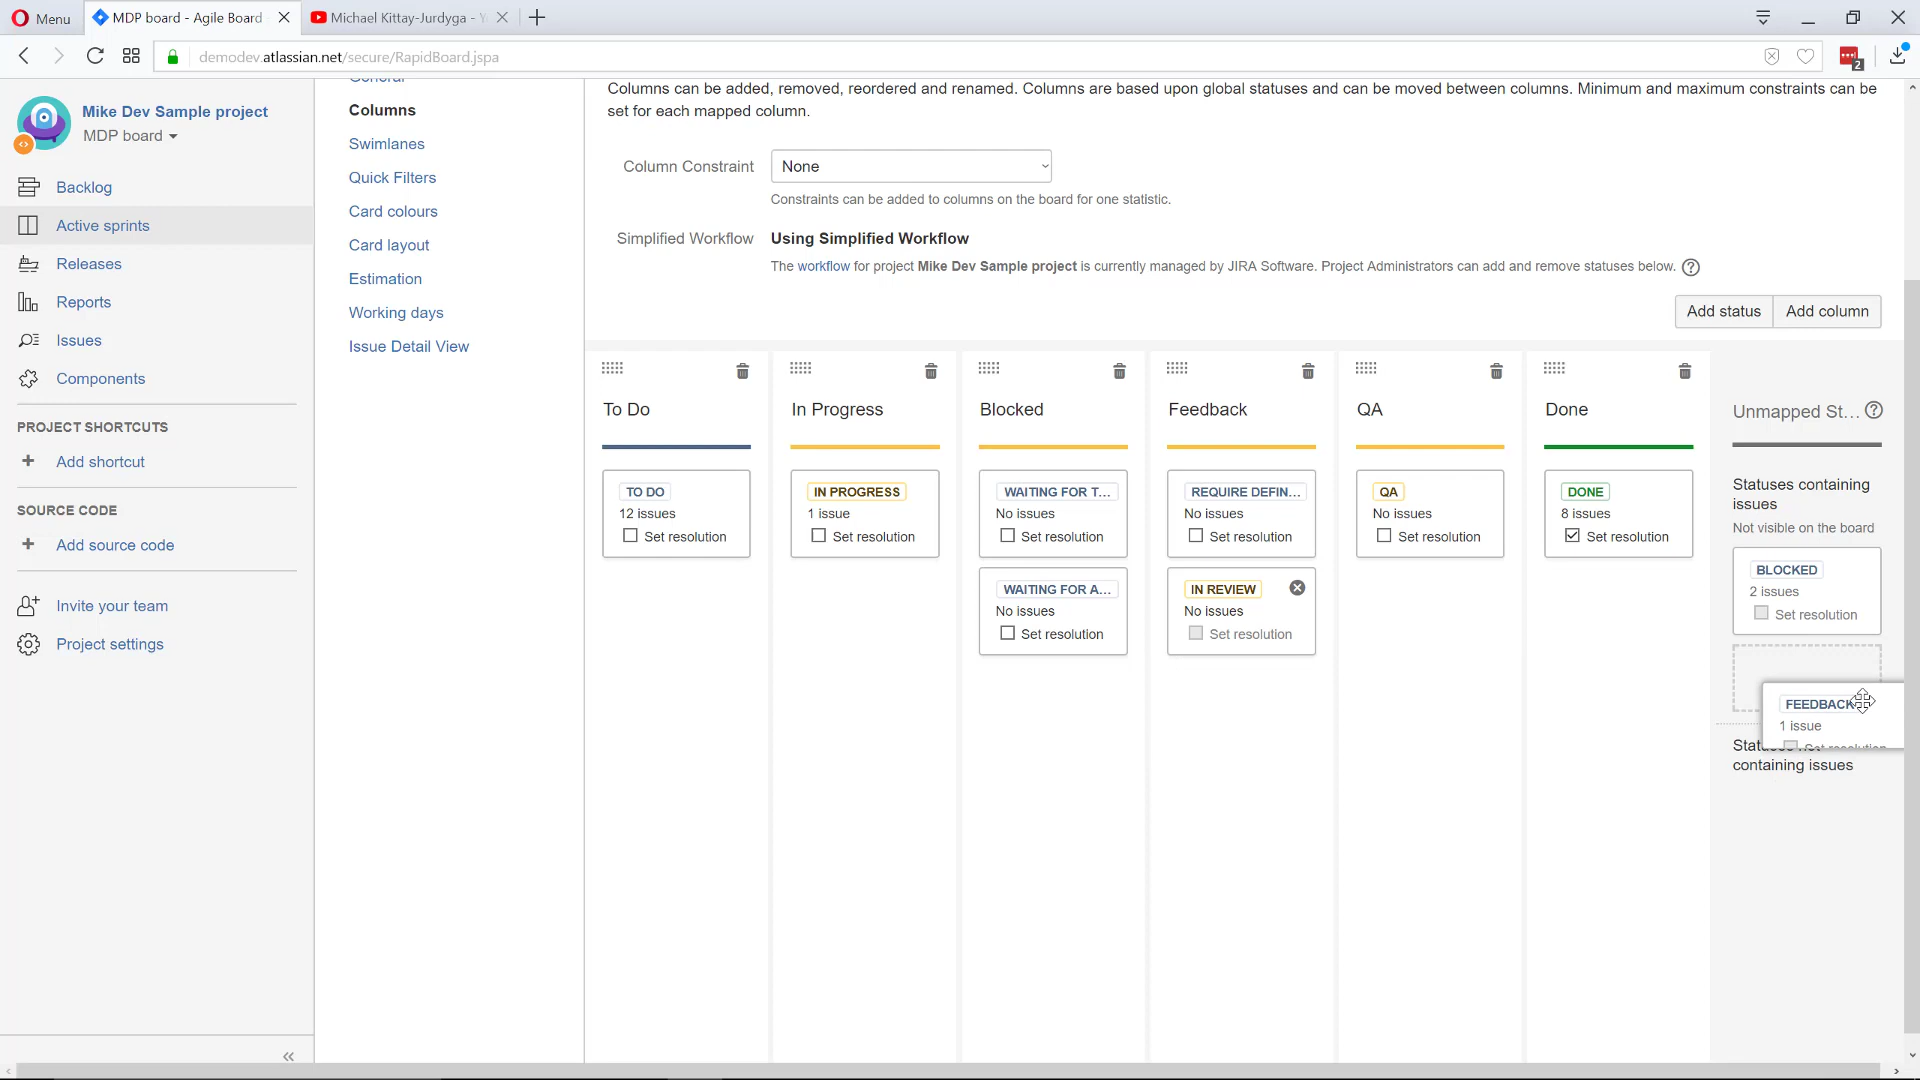 Menu
MDP board - Agile Board
Michael Kittay-Jurdyga - Y
demodev.atlassian.net/secure/RapidBoard.jspa
2
Mike Dev Sample project
MDP board
Backlog
Active sprints
Releases
Reports
Issues
Components
PROJECT SHORTCUTS
Add shortcut
SOURCE CODE
Add source code
Invite your team
Project settings
General
Columns
Swimlanes
Quick Filters
Card colours
Card layout
Estimation
Working days
Issue Detail View
Columns can be added, removed, reordered and renamed. Columns are based upon global statuses and can be moved between columns. Minimum and maximum constraints can be
set for each mapped column.
Column Constraint
None
Constraints can be added to columns on the board for one statistic.
Simplified Workflow
Using Simplified Workflow
The workflow for project Mike Dev Sample project is currently managed by JIRA Software. Project Administrators can add and remove statuses below.
Add status
Add column
To Do
TO DO
12 issues
Set resolution
In Progress
IN PROGRESS
1 issue
Set resolution
Blocked
WAITING FOR T...
No issues
Set resolution
WAITING FOR A...
No issues
Set resolution
Feedback
REQUIRE DEFIN...
No issues
Set resolution
IN REVIEW
No issues
Set resolution
QA
QA
No issues
Set resolution
Done
DONE
8 issues
Set resolution
Unmapped St...
Statuses containing
issues
Not visible on the board
BLOCKED
2 issues
Set resolution
FEEDBACK
1 issue
Set resolution
Statuses not
containing issues